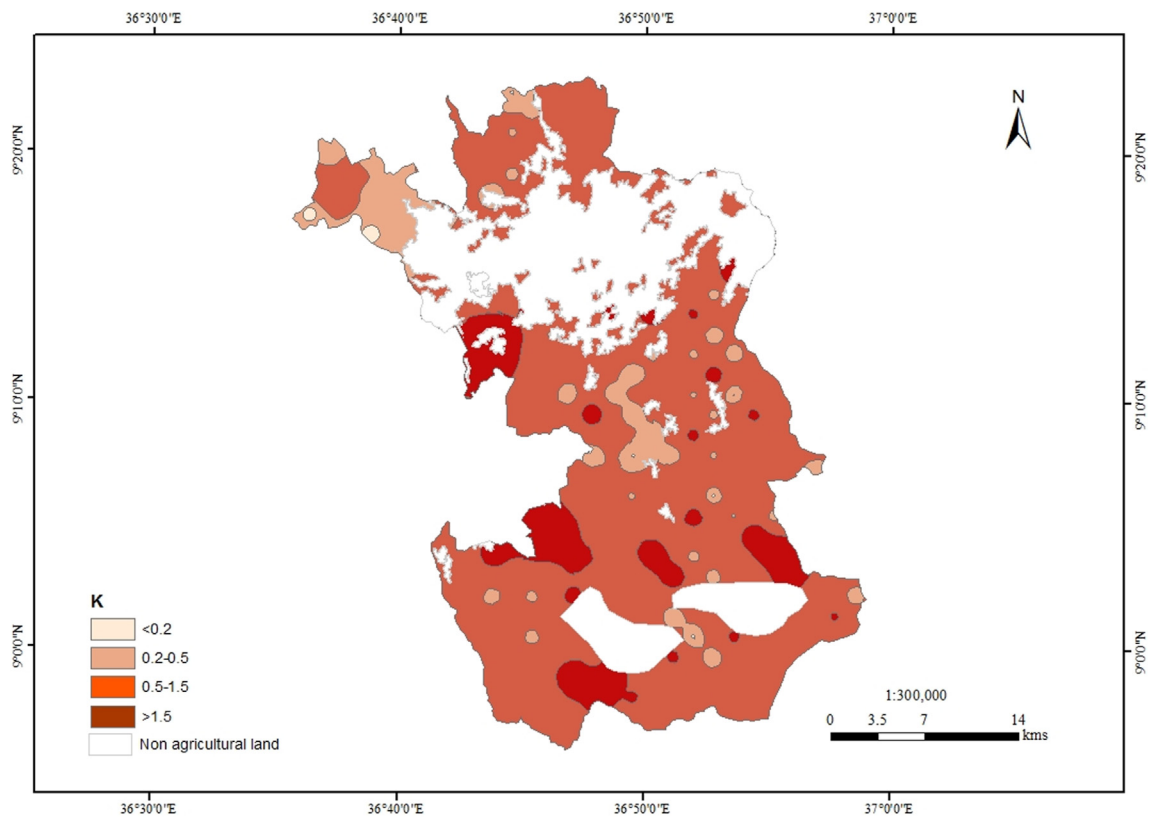 36°30'0"E 36°40'0"E 36°50'0"E 37°0'0"E
N
9°20'0"N 9°20'0"N
9°10'0"N 9°10'0"N
K
<0.2
0.2-0.5
0.5-1.5
>1.5
Non agricultural land
9°0'0"N 9°0'0"N
1:300,000
0 3.5 7 14
kms
36°30'0"E 36°40'0"E 36°50'0"E 37°0'0"E